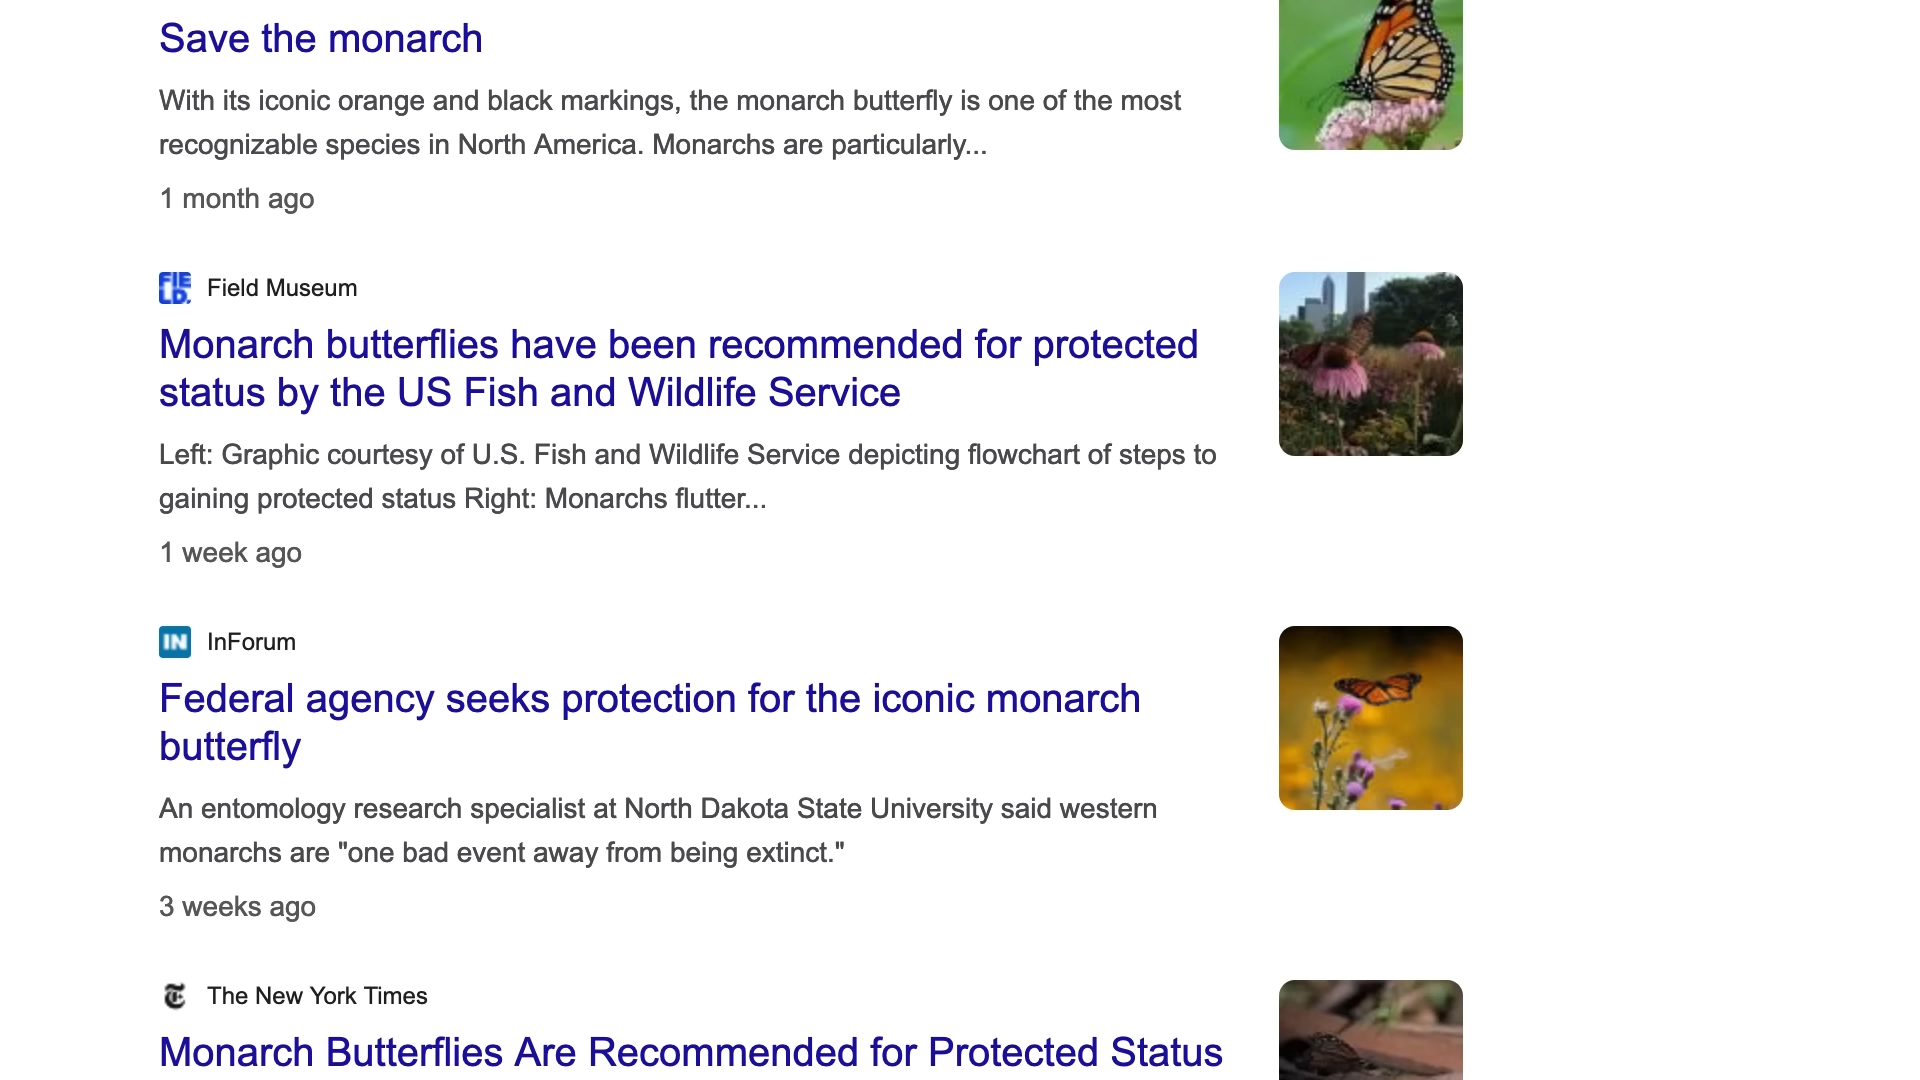 Save the monarch
With its iconic orange and black markings, the monarch butterfly is one of the most
recognizable species in North America. Monarchs are particularly...
1 month ago
FIELD.
Field Museum
Monarch butterflies have been recommended for protected
status by the US Fish and Wildlife Service
Left: Graphic courtesy of U.S. Fish and Wildlife Service depicting flowchart of steps to
gaining protected status Right: Monarchs flutter...
1 week ago
IN
InForum
Federal agency seeks protection for the iconic monarch
butterfly
An entomology research specialist at North Dakota State University said western
monarchs are "one bad event away from being extinct."
3 weeks ago
T
The New York Times
Monarch Butterflies Are Recommended for Protected Status